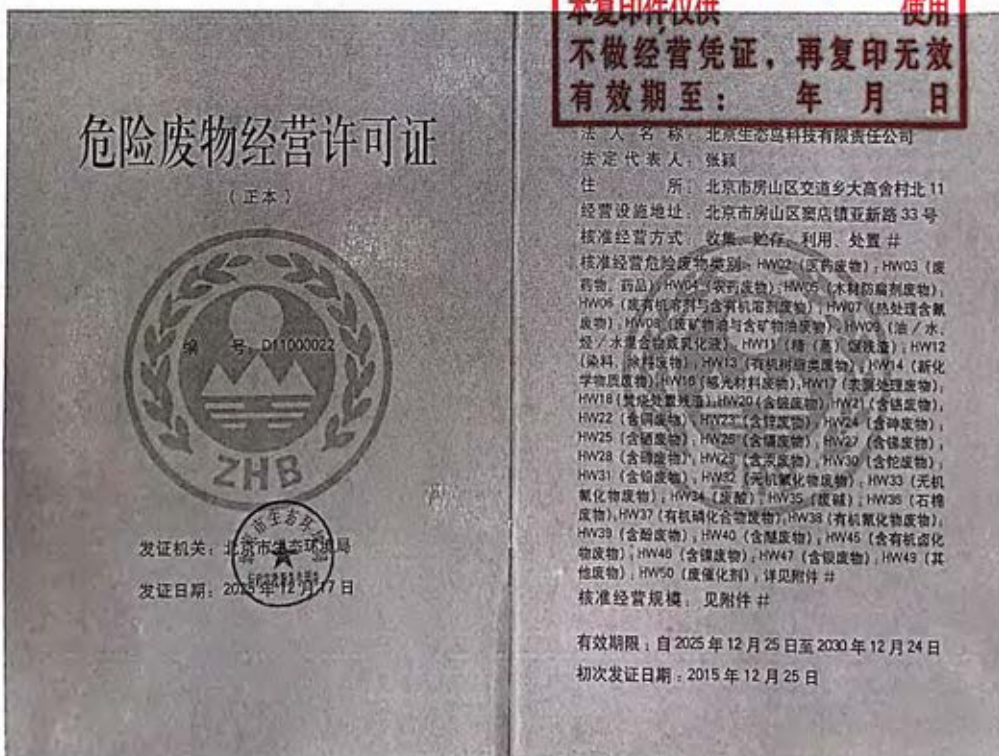 危险废物经营许可证
（正本）
编 号：D11000022
ZHB
发证机关：北京市生态环境局
发证日期：2025年12月17日
本复印件仅供 使用
不做经营凭证，再复印无效
有效期至： 年 月 日
法人名称：北京生态岛科技有限责任公司
法定代表人：张颖
住 所：北京市房山区交道乡大高舍村北11
经营设施地址：北京市房山区窦店镇亚新路33号
核准经营方式：收集、贮存、利用、处置#
核准经营危险废物类别：HW02（医药废物）；HW03（废
药物、药品）；HW04（农药废物）；HW05（木材防腐剂废物）；
HW06（废有机溶剂与含有机溶剂废物）；HW07（热处理含氰
废物）；HW08（废矿物油与含矿物油废物）；HW09（油/水、
烃/水混合物或乳化液）；HW11（精（蒸）馏残渣）；HW12
（染料、涂料废物）；HW13（有机树脂类废物）；HW14（新化
学物质废物）；HW16（感光材料废物）；HW17（表面处理废物）；
HW18（焚烧处置残渣）；HW20（含铍废物）；HW21（含铬废物）；
HW22（含铜废物）；HW23（含锌废物）；HW24（含砷废物）；
HW25（含硒废物）；HW26（含镉废物）；HW27（含锑废物）；
HW28（含碲废物）；HW29（含汞废物）；HW30（含铊废物）；
HW31（含铅废物）；HW32（无机氟化物废物）；HW33（无机
氰化物废物）；HW34（废酸）；HW35（废碱）；HW36（石棉
废物）；HW37（有机磷化合物废物）；HW38（有机氰化物废物）；
HW39（含酚废物）；HW40（含醚废物）；HW45（含有机卤化
物废物）；HW46（含镍废物）；HW47（含钡废物）；HW49（其
他废物）；HW50（废催化剂）；详见附件#
核准经营规模：见附件#
有效期限：自2025年12月25日至2030年12月24日
初次发证日期：2015年12月25日